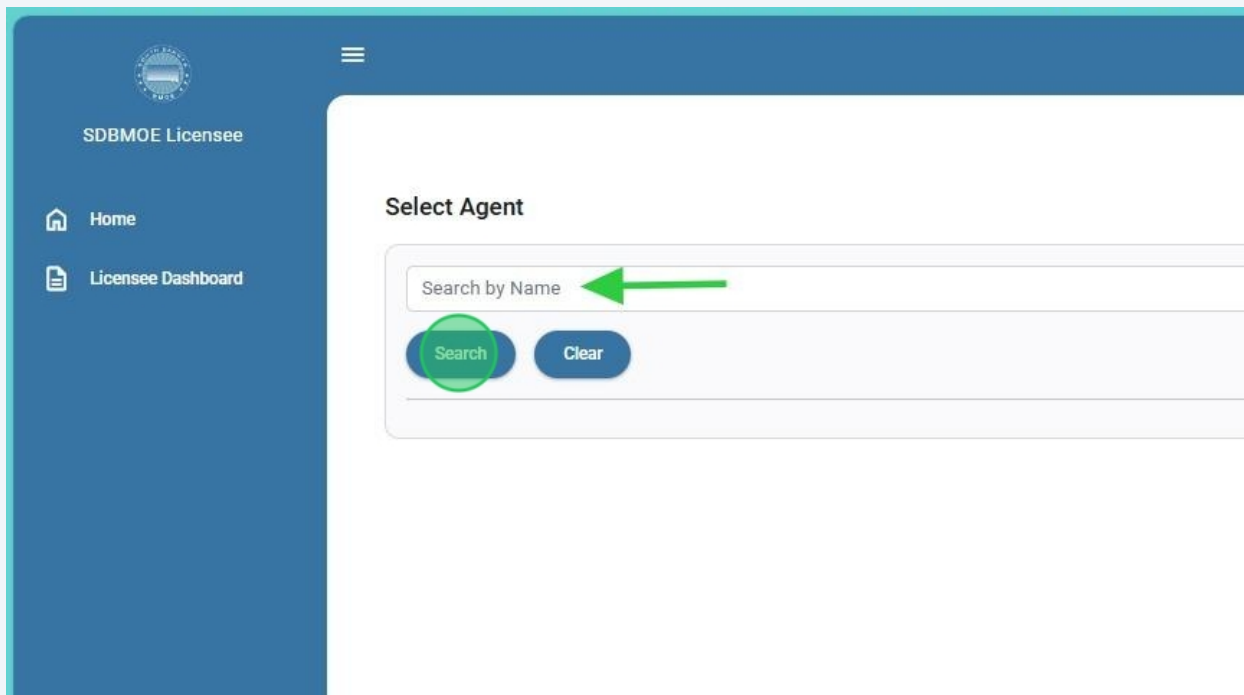 SDBMOE Licensee
Home
Licensee Dashboard
Select Agent
Search by Name
Search
Clear